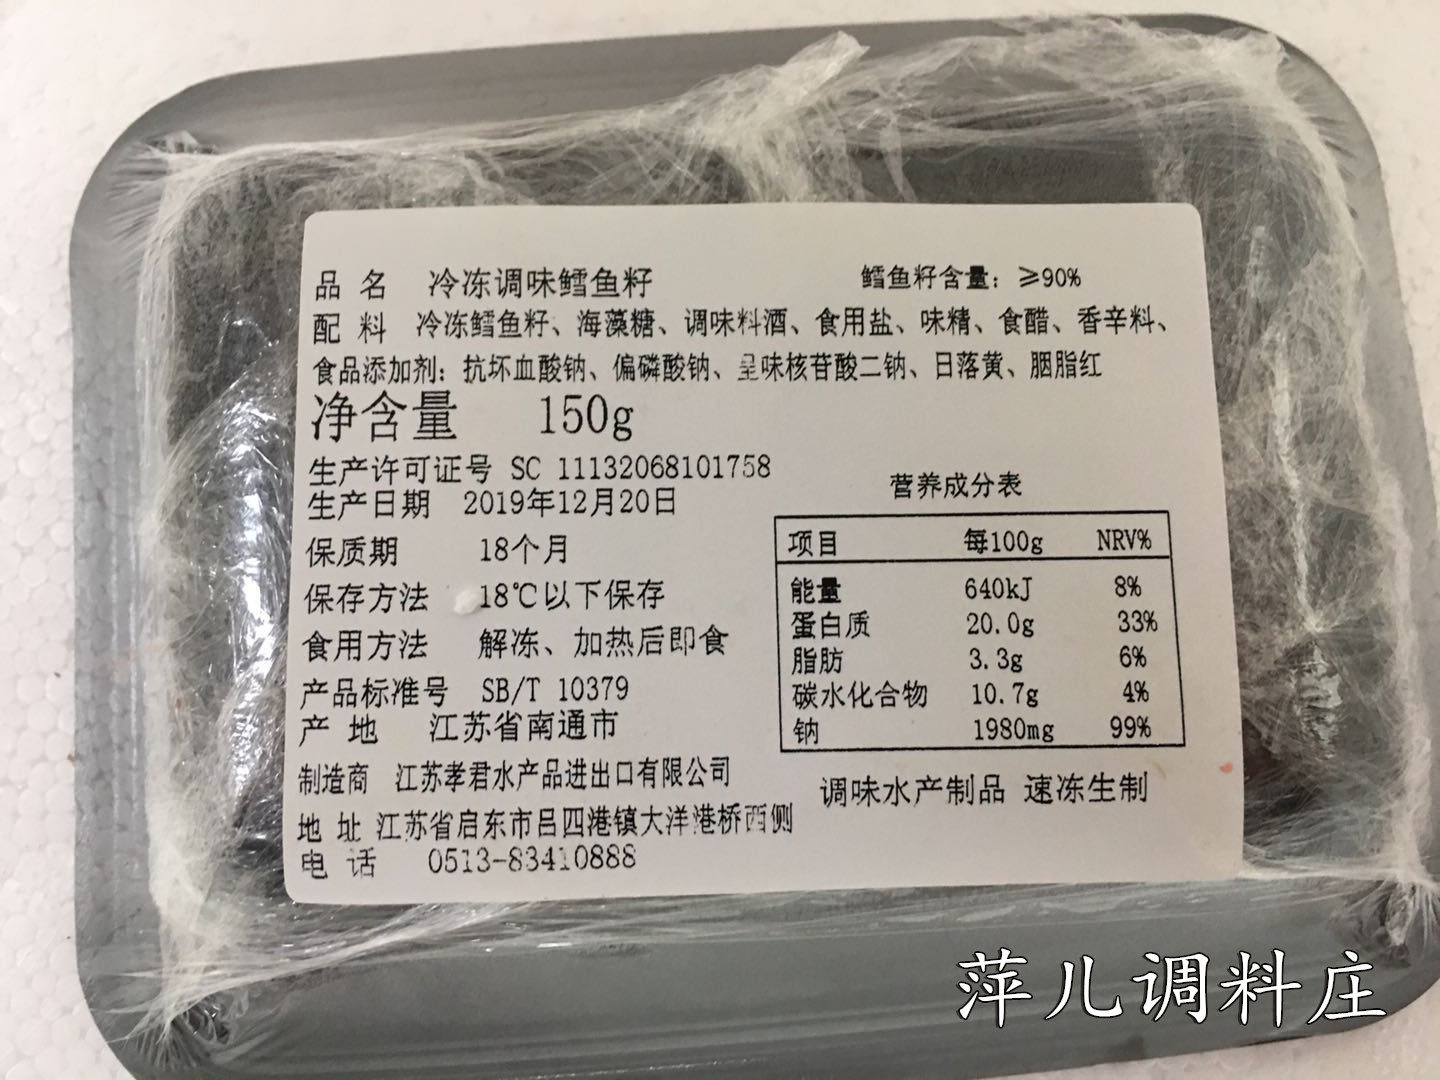 品 名 冷冻调味鳕鱼籽 鳕鱼籽含量：≥90%
配 料 冷冻鳕鱼籽、海藻糖、调味料酒、食用盐、味精、食醋、香辛料、
食品添加剂：抗坏血酸钠、偏磷酸钠、呈味核苷酸二钠、日落黄、胭脂红
净含量 150g
生产许可证号 SC 11132068101758
生产日期 2019年12月20日
保质期 18个月
保存方法 18℃以下保存
食用方法 解冻、加热后即食
产品标准号 SB/T 10379
产 地 江苏省南通市
制造商 江苏孝君水产品进出口有限公司
地 址 江苏省启东市吕四港镇大洋港桥西侧
电 话 0513-83410888
营养成分表
项目 每100g NRV%
能量 640kJ 8%
蛋白质 20.0g 33%
脂肪 3.3g 6%
碳水化合物 10.7g 4%
钠 1980mg 99%
调味水产制品 速冻生制
萍儿调料庄